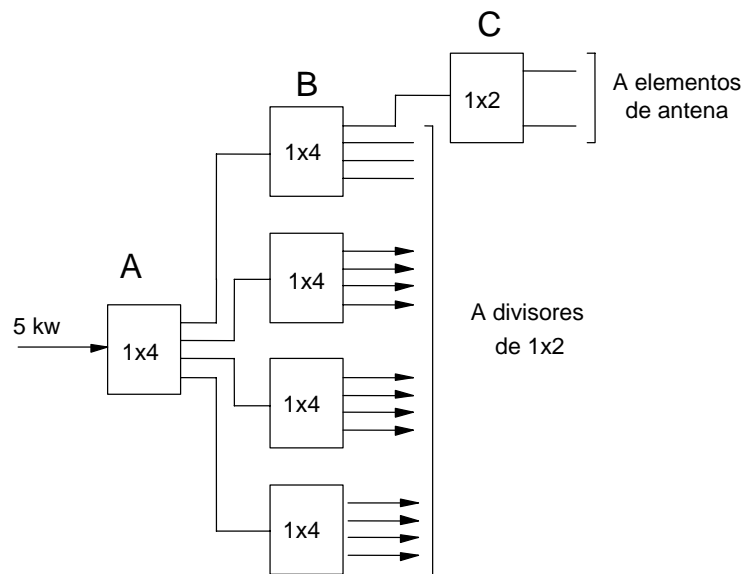 C
B
1x2
A elementos
de antena
1x4
A
1x4
5 kw
1x4
A divisores
de 1x2
1x4
1x4